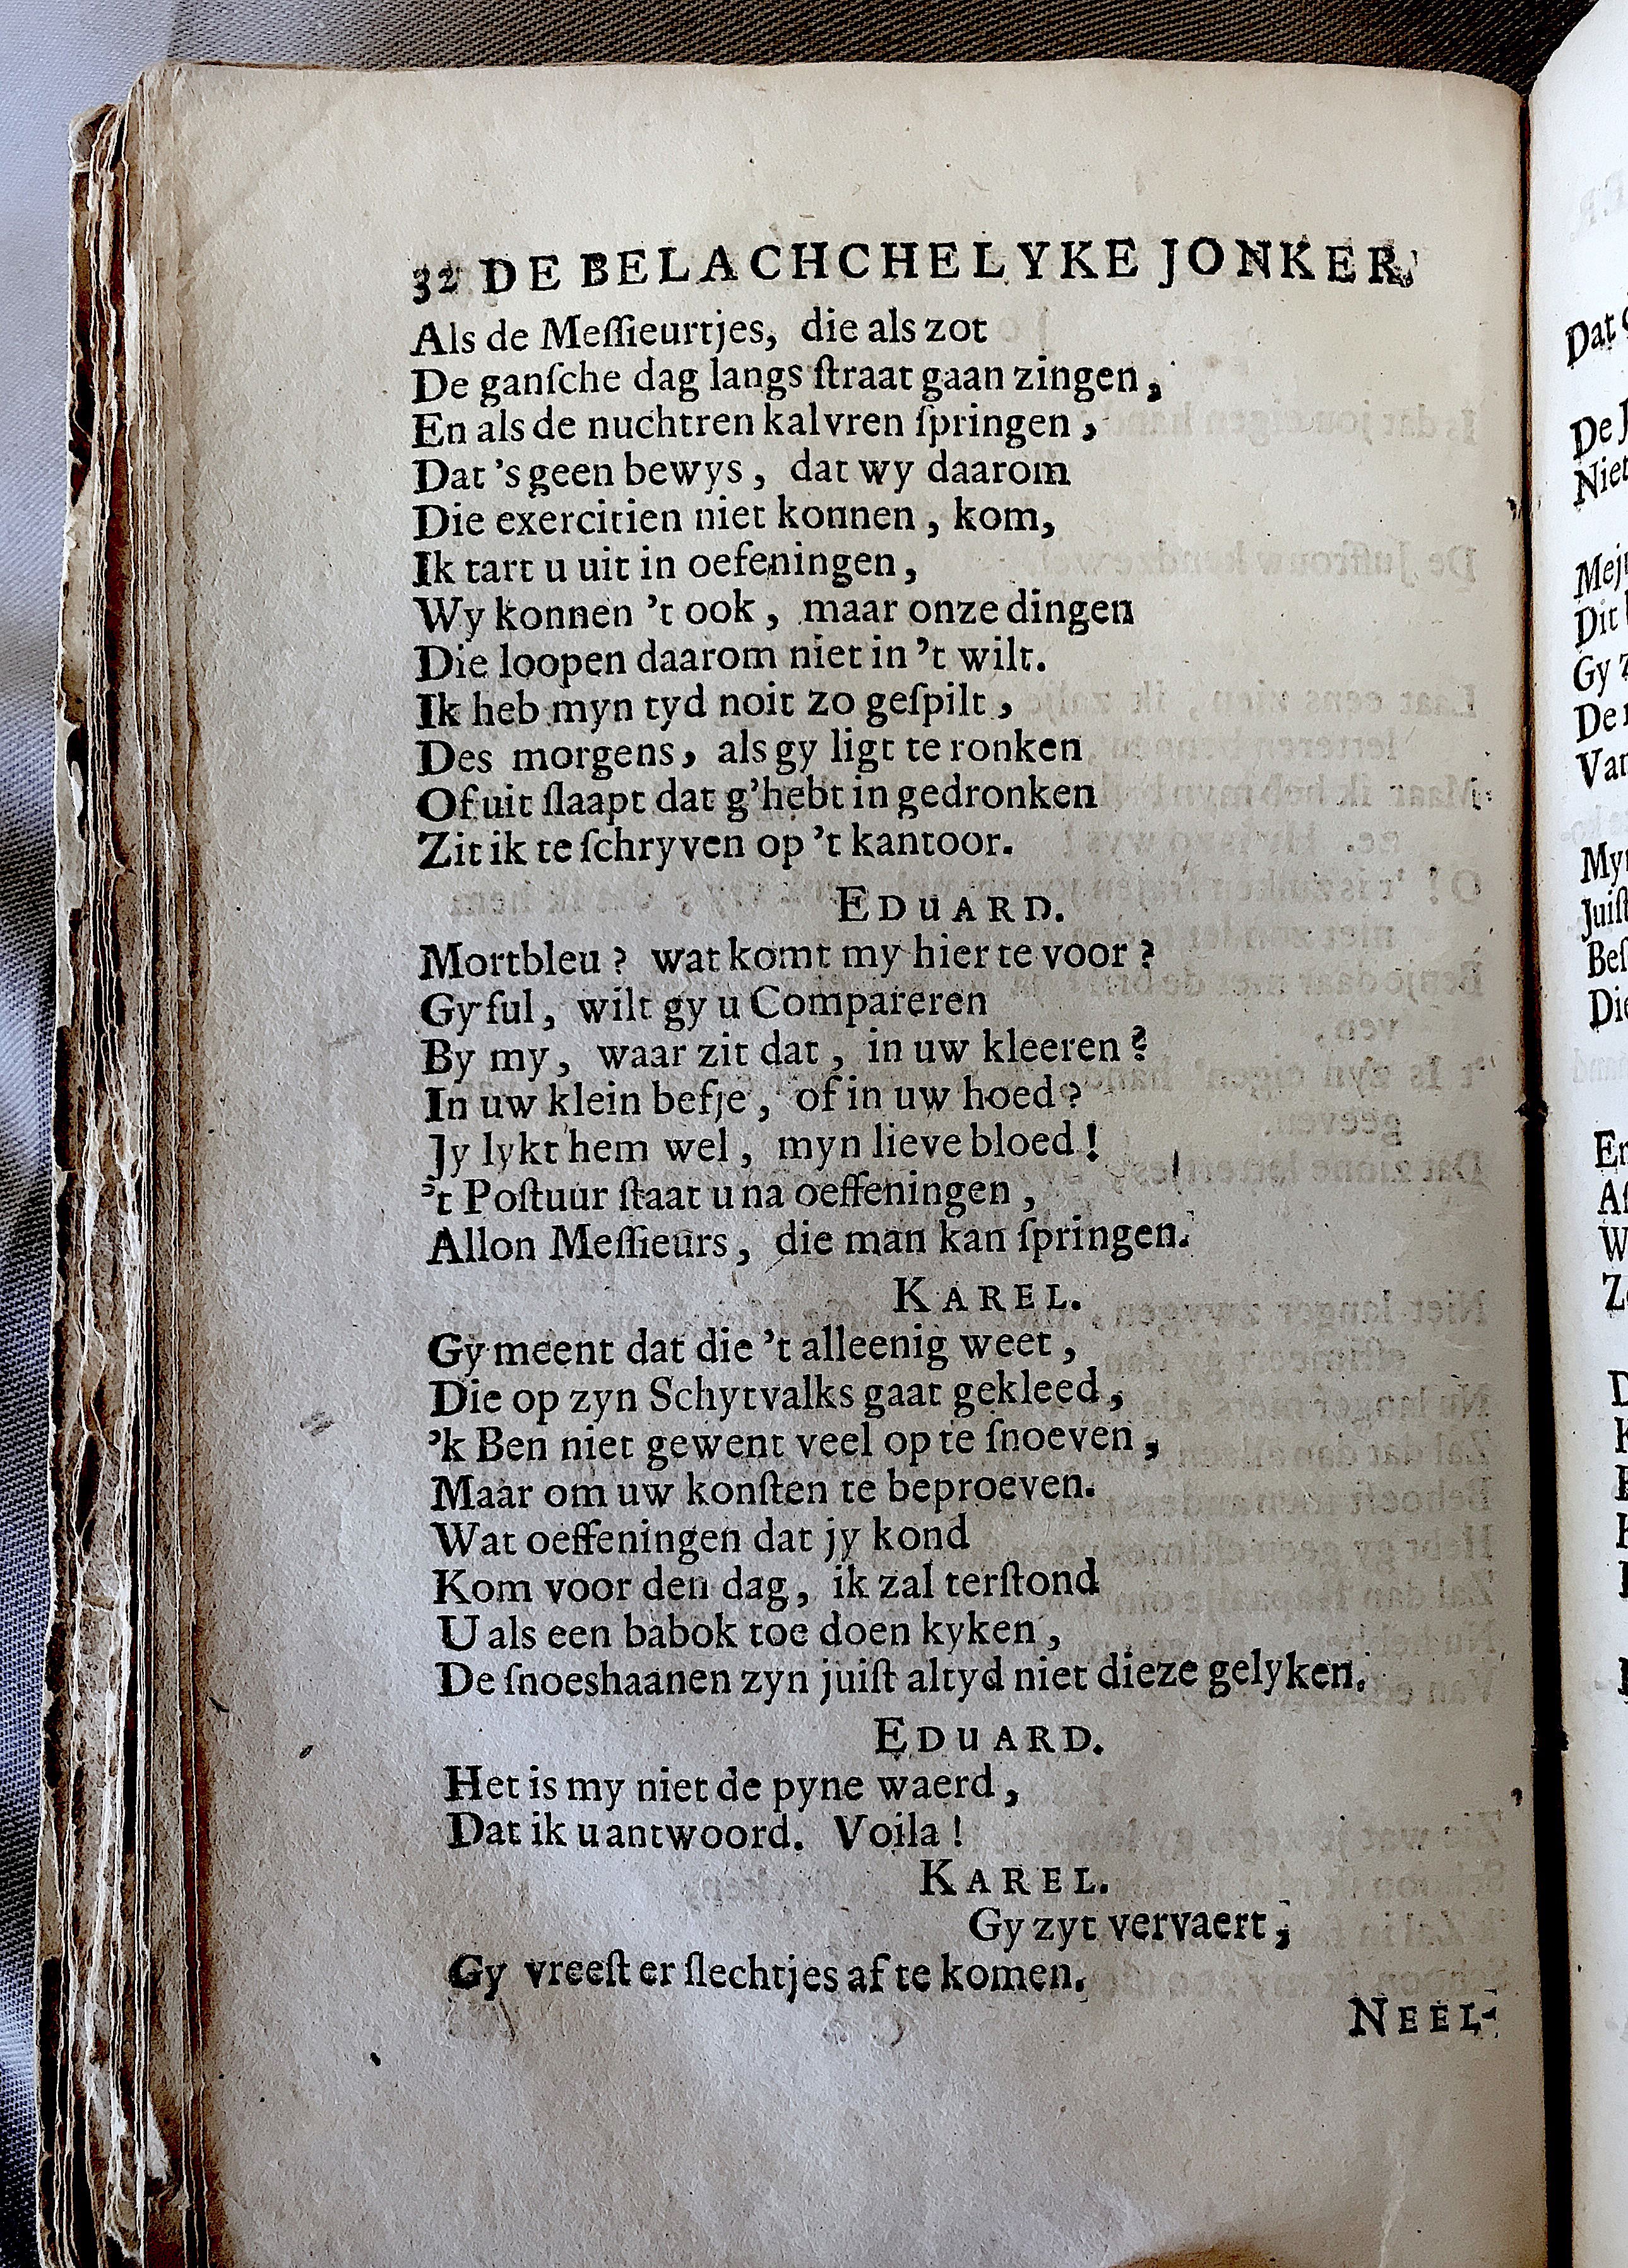 32 DE BELACHCHELYKE JONKER.
Als de Meſſieurtjes, die als zot
De ganſche dag langs ſtraat gaan zingen,
En als de nuchtren kalvren ſpringen,
Dat 's geen bewys, dat wy daarom
Die exercitien niet konnen, kom,
Ik tart u uit in oefeningen,
Wy konnen 't ook, maar onze dingen
Die loopen daarom niet in 't wilt.
Ik heb myn tyd noit zo geſpilt,
Des morgens, als gy ligt te ronken
Of uit ſlaapt dat g'hebt in gedronken
Zit ik te ſchryven op 't kantoor.
EDUARD.
Mortbleu? wat komt my hier te voor?
Gy ſul, wilt gy u Compareren
By my, waar zit dat, in uw kleeren?
In uw klein befje, of in uw hoed?
Jy lykt hem wel, myn lieve bloed!
't Poſtuur ſtaat u na oeffeningen,
Allon Meſſieurs, die man kan ſpringen.
KAREL.
Gy meent dat die 't alleenig weet,
Die op zyn Schytvalks gaat gekleed,
'k Ben niet gewent veel op te ſnoeven,
Maar om uw konſten te beproeven.
Wat oeffeningen dat jy kond
Kom voor den dag, ik zal terſtond
U als een babok toe doen kyken,
De ſnoeshaanen zyn juiſt altyd niet dieze gelyken.
EDUARD.
Het is my niet de pyne waerd,
Dat ik u antwoord. Voila!
KAREL.
Gy zyt vervaert,
Gy vreeſt er ſlechtjes af te komen.
NEEL-
Dat
De
Niet
Dit
Gy
De
Die